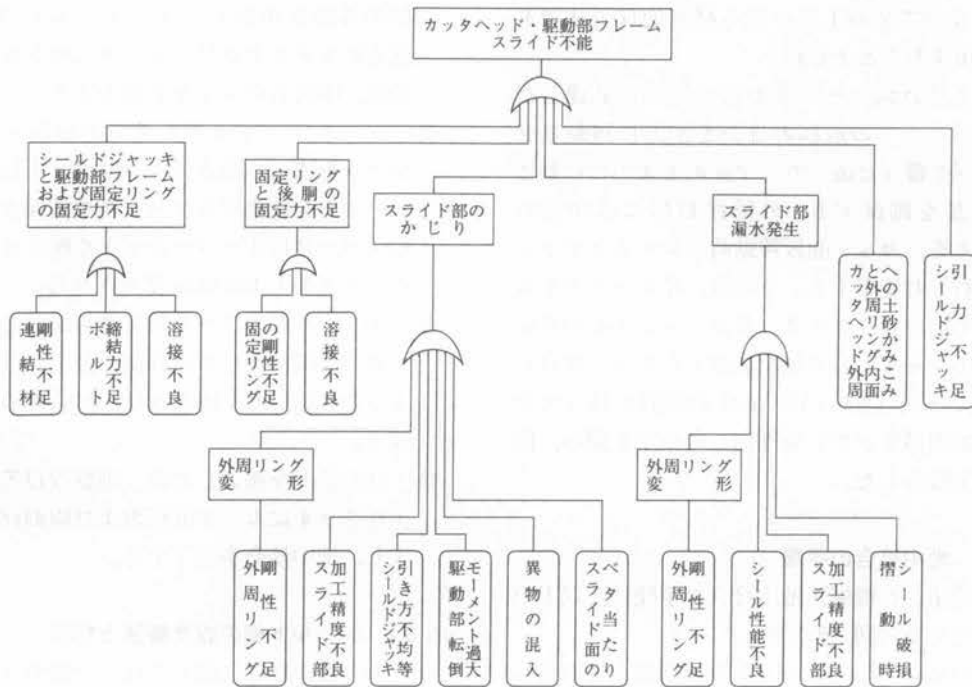 カッタヘッド・駆動部フレーム
スライド不能
シールドジャッキ
と駆動部フレーム
および固定リング
の固定力不足
固定リング
と後胴の
固定力不足
スライド部の
かじり
スライド部
漏水発生
カッタヘッド外周
と外周リング内面
への土砂かみこみ
シールドジャッキ
引力不足
連結材
剛性不足
ボルト
締結力不足
溶接不良
固定リング
の剛性不足
溶接不良
外周リング
変形
外周リング
変形
外周リング
剛性不足
スライド部
加工精度不良
シールドジャッキ
引き方不均等
駆動部転倒
モーメント過大
異物の混入
スライド面の
ベタ当たり
外周リング
剛性不足
シール性能不良
スライド部
加工精度不良
摺動時
シール破損